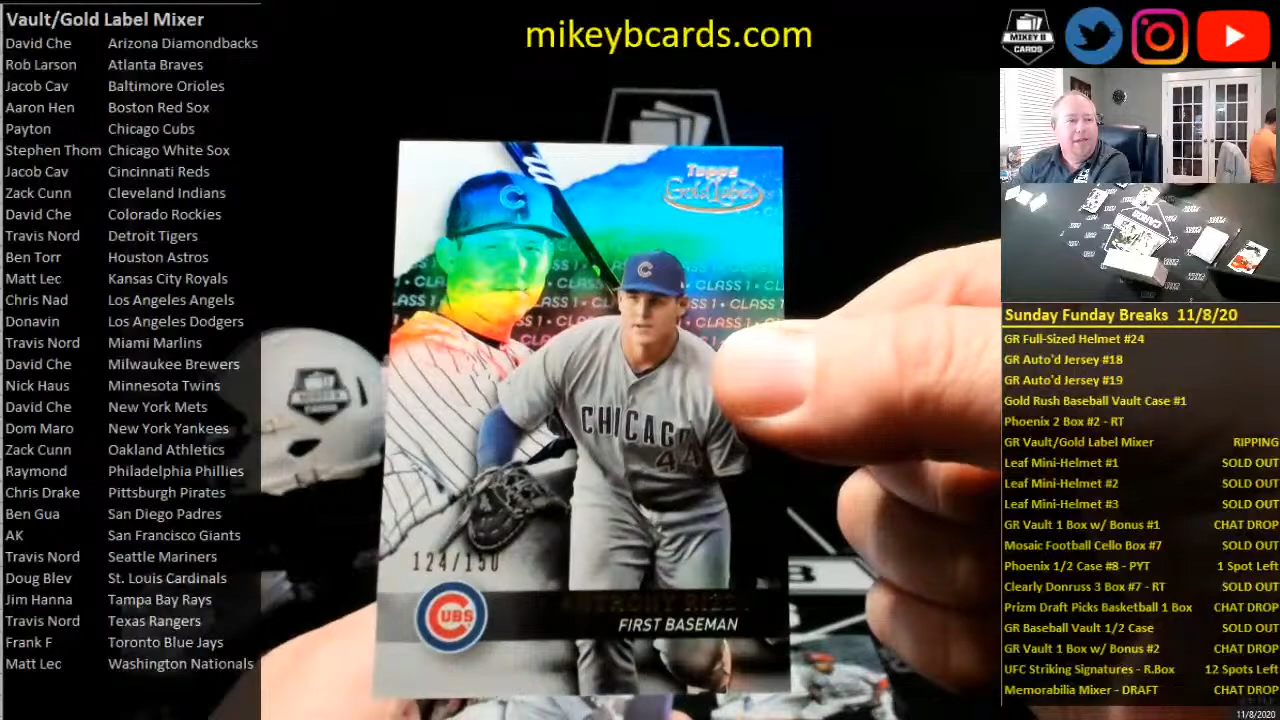 Vault/Gold Label Mixer
David Che Arizona Diamondbacks
Rob Larson Atlanta Braves
Jacob Cav Baltimore Orioles
Aaron Hen Boston Red Sox
Payton Chicago Cubs
Stephen Thom Chicago White Sox
Jacob Cav Cincinnati Reds
Zack Cunn Cleveland Indians
David Che Colorado Rockies
Travis Nord Detroit Tigers
Ben Torr Houston Astros
Matt Lec Kansas City Royals
Chris Nad Los Angeles Angels
Donavin Los Angeles Dodgers
Travis Nord Miami Marlins
David Che Milwaukee Brewers
Nick Haus Minnesota Twins
David Che New York Mets
Dom Maro New York Yankees
Zack Cunn Oakland Athletics
Raymond Philadelphia Phillies
Chris Drake Pittsburgh Pirates
Ben Gua San Diego Padres
AK San Francisco Giants
Travis Nord Seattle Mariners
Doug Blev St. Louis Cardinals
Jim Hanna Tampa Bay Rays
Travis Nord Texas Rangers
Frank F Toronto Blue Jays
Matt Lec Washington Nationals
mikeybcards.com
Topps
Gold Label
CLASS 1 • CLASS 1
CHICAGO
44
124/150
CUBS
FIRST BASEMAN
MIKEY B
CARDS
Sunday Funday Breaks 11/8/20
GR Full-Sized Helmet #24
GR Auto'd Jersey #18
GR Auto'd Jersey #19
Gold Rush Baseball Vault Case #1
Phoenix 2 Box #2 - RT
GR Vault/Gold Label Mixer RIPPING
Leaf Mini-Helmet #1 SOLD OUT
Leaf Mini-Helmet #2 SOLD OUT
Leaf Mini-Helmet #3 SOLD OUT
GR Vault 1 Box w/ Bonus #1 CHAT DROP
Mosaic Football Cello Box #7 SOLD OUT
Phoenix 1/2 Case #8 - PYT 1 Spot Left
Clearly Donruss 3 Box #7 - RT SOLD OUT
Prizm Draft Picks Basketball 1 Box CHAT DROP
GR Baseball Vault 1/2 Case SOLD OUT
GR Vault 1 Box w/ Bonus #2 CHAT DROP
UFC Striking Signatures - R.Box 12 Spots Left
Memorabilia Mixer - DRAFT CHAT DROP
11/8/2020